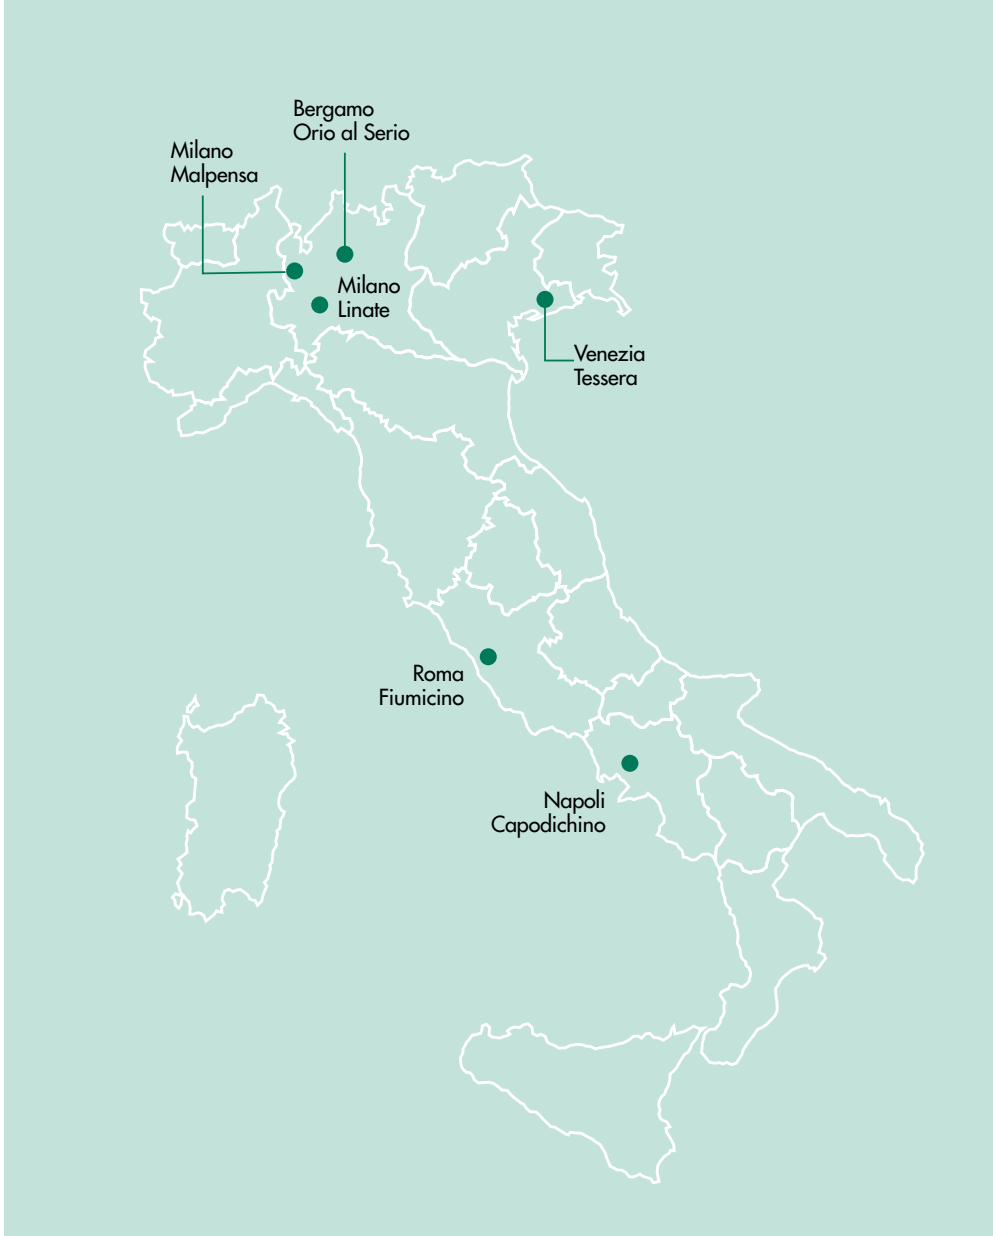 Bergamo
Orio al Serio
Milano
Malpensa
Milano
Linate
Venezia
Tessera
Roma
Fiumicino
Napoli
Capodichino